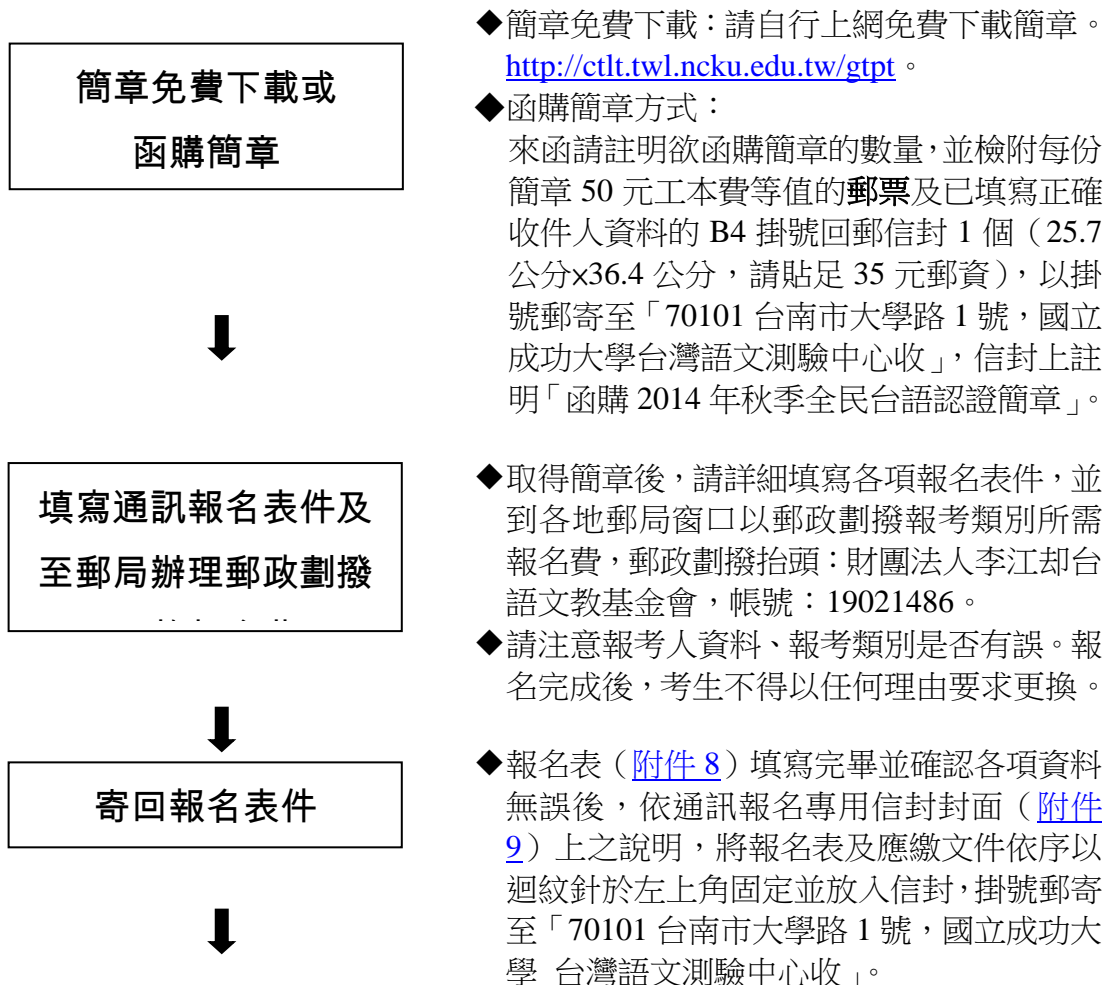 簡章免費下載或
函購簡章
◆簡章免費下載：請自行上網免費下載簡章。
http://ctlt.twl.ncku.edu.tw/gtpt。
◆函購簡章方式：
來函請註明欲函購簡章的數量，並檢附每份
簡章 50 元工本費等值的郵票及已填寫正確
收件人資料的 B4 掛號回郵信封 1 個（25.7
公分×36.4 公分，請貼足 35 元郵資），以掛
號郵寄至「70101 台南市大學路 1 號，國立
成功大學台灣語文測驗中心收」，信封上註
明「函購 2014 年秋季全民台語認證簡章」。
填寫通訊報名表件及
至郵局辦理郵政劃撥
◆取得簡章後，請詳細填寫各項報名表件，並
到各地郵局窗口以郵政劃撥報考類別所需
報名費，郵政劃撥抬頭：財團法人李江却台
語文教基金會，帳號：19021486。
◆請注意報考人資料、報考類別是否有誤。報
名完成後，考生不得以任何理由要求更換。
寄回報名表件
◆報名表（附件 8）填寫完畢並確認各項資料
無誤後，依通訊報名專用信封封面（附件
9）上之說明，將報名表及應繳文件依序以
迴紋針於左上角固定並放入信封，掛號郵寄
至「70101 台南市大學路 1 號，國立成功大
學 台灣語文測驗中心收」。